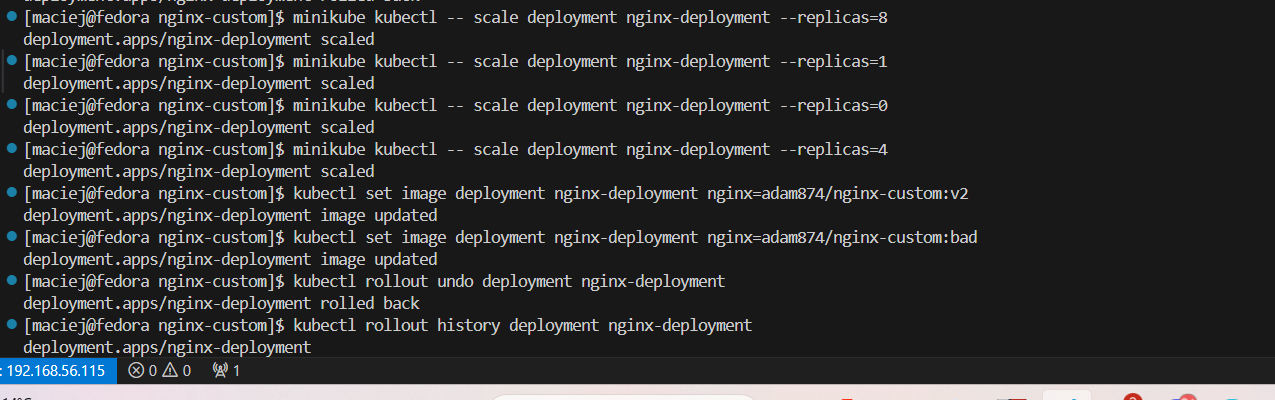 [maciej@fedora nginx-custom]$ minikube kubectl -- scale deployment nginx-deployment --replicas=8
deployment.apps/nginx-deployment scaled
[maciej@fedora nginx-custom]$ minikube kubectl -- scale deployment nginx-deployment --replicas=1
deployment.apps/nginx-deployment scaled
[maciej@fedora nginx-custom]$ minikube kubectl -- scale deployment nginx-deployment --replicas=0
deployment.apps/nginx-deployment scaled
[maciej@fedora nginx-custom]$ minikube kubectl -- scale deployment nginx-deployment --replicas=4
deployment.apps/nginx-deployment scaled
[maciej@fedora nginx-custom]$ kubectl set image deployment nginx-deployment nginx=adam874/nginx-custom:v2
deployment.apps/nginx-deployment image updated
[maciej@fedora nginx-custom]$ kubectl set image deployment nginx-deployment nginx=adam874/nginx-custom:bad
deployment.apps/nginx-deployment image updated
[maciej@fedora nginx-custom]$ kubectl rollout undo deployment nginx-deployment
deployment.apps/nginx-deployment rolled back
[maciej@fedora nginx-custom]$ kubectl rollout history deployment nginx-deployment
deployment.apps/nginx-deployment
: 192.168.56.115 0 0 1